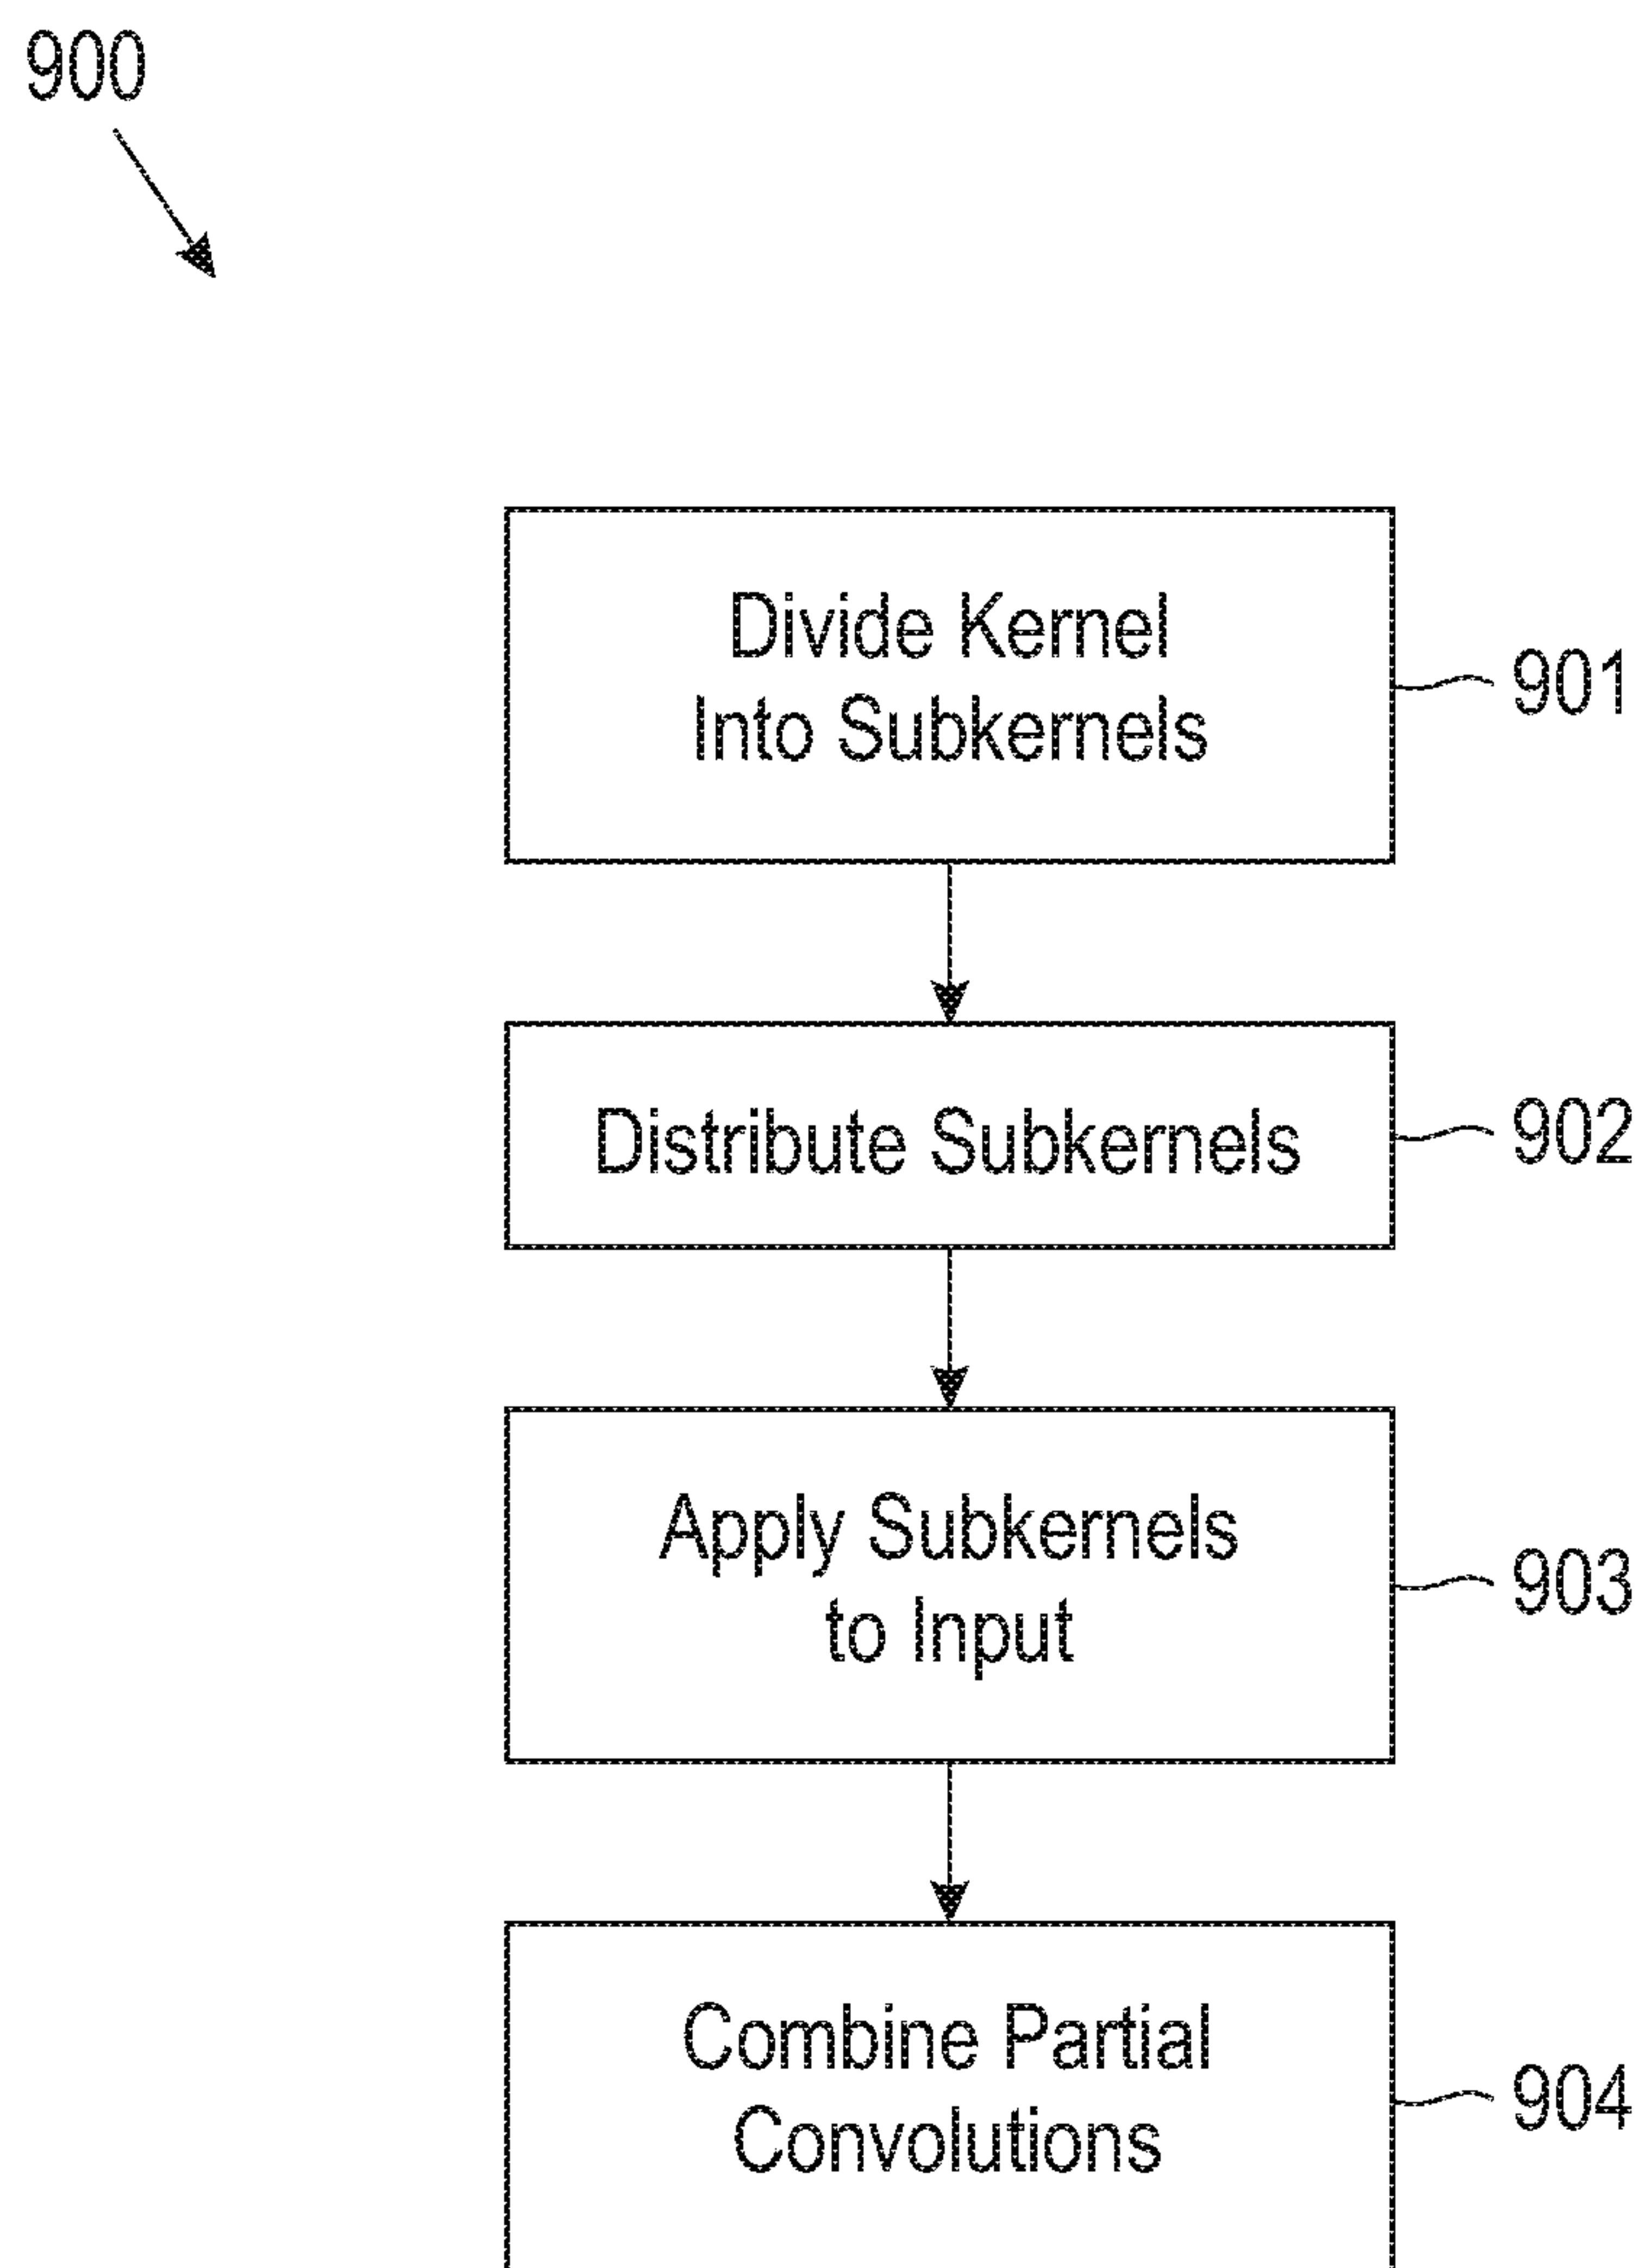 900
Divide Kernel
Into Subkernels
901
Distribute Subkernels
902
Apply Subkernels
to Input
903
Combine Partial
Convolutions
904